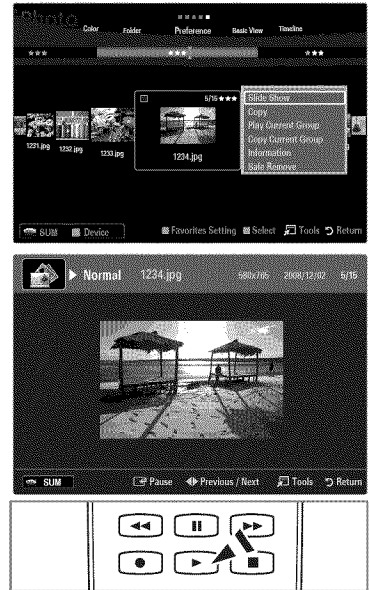 Photo
Color Folder Preference Basic View Timeline
★★★ ★★★ ★★★
5/15 ★★★
1231.jpg 1232.jpg 1233.jpg 1234.jpg
Slide Show
Copy
Play Current Group
Copy Current Group
Information
Safe Remove
SUM Device Favorites Setting Select Tools Return
Normal 1234.jpg 580x765 2008/12/02 5/15
SUM Pause Previous / Next Tools Return